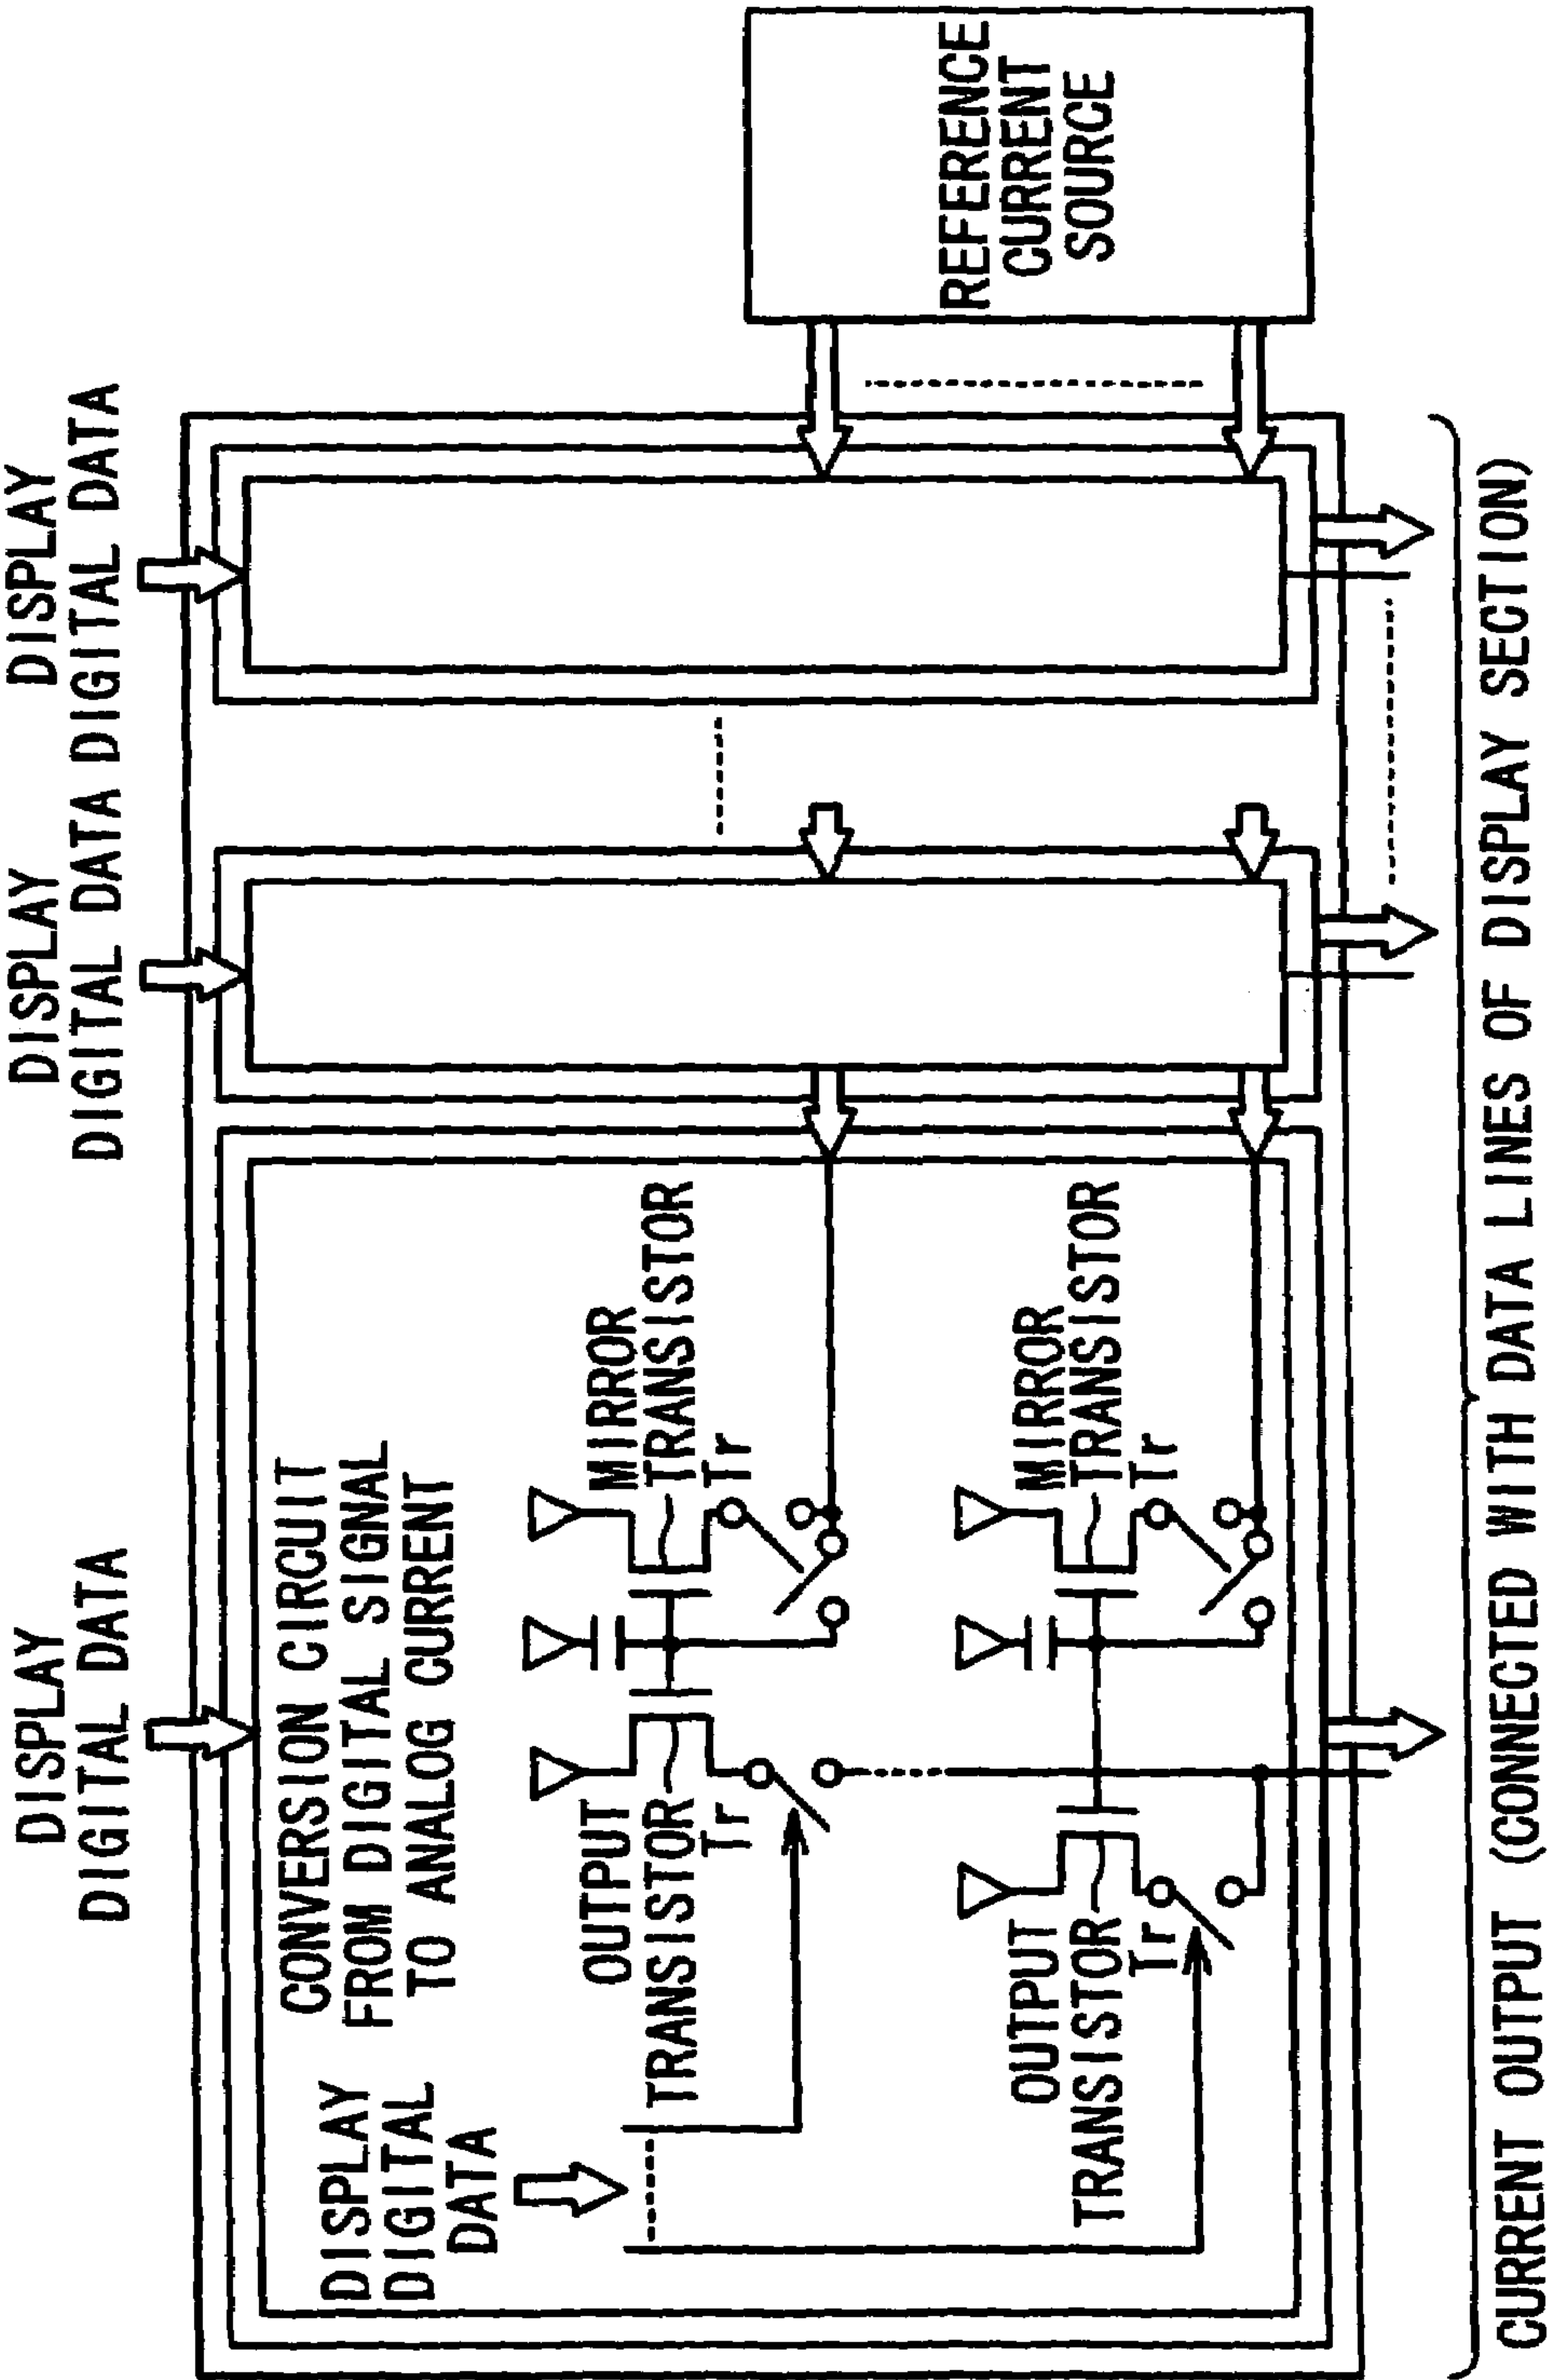 DISPLAY
DIGITAL DATA
DISPLAY
DIGITAL DATA
DISPLAY
DIGITAL DATA
CONVERSION CIRCUIT
FROM DIGITAL SIGNAL
TO ANALOG CURRENT
DISPLAY
DIGITAL
DATA
OUTPUT
TRANSISTOR
Tr
MIRROR
TRANSISTOR
Tr
OUTPUT
TRANSISTOR
Tr
MIRROR
TRANSISTOR
Tr
REFERENCE
CURRENT
SOURCE
CURRENT OUTPUT (CONNECTED WITH DATA LINES OF DISPLAY SECTION)